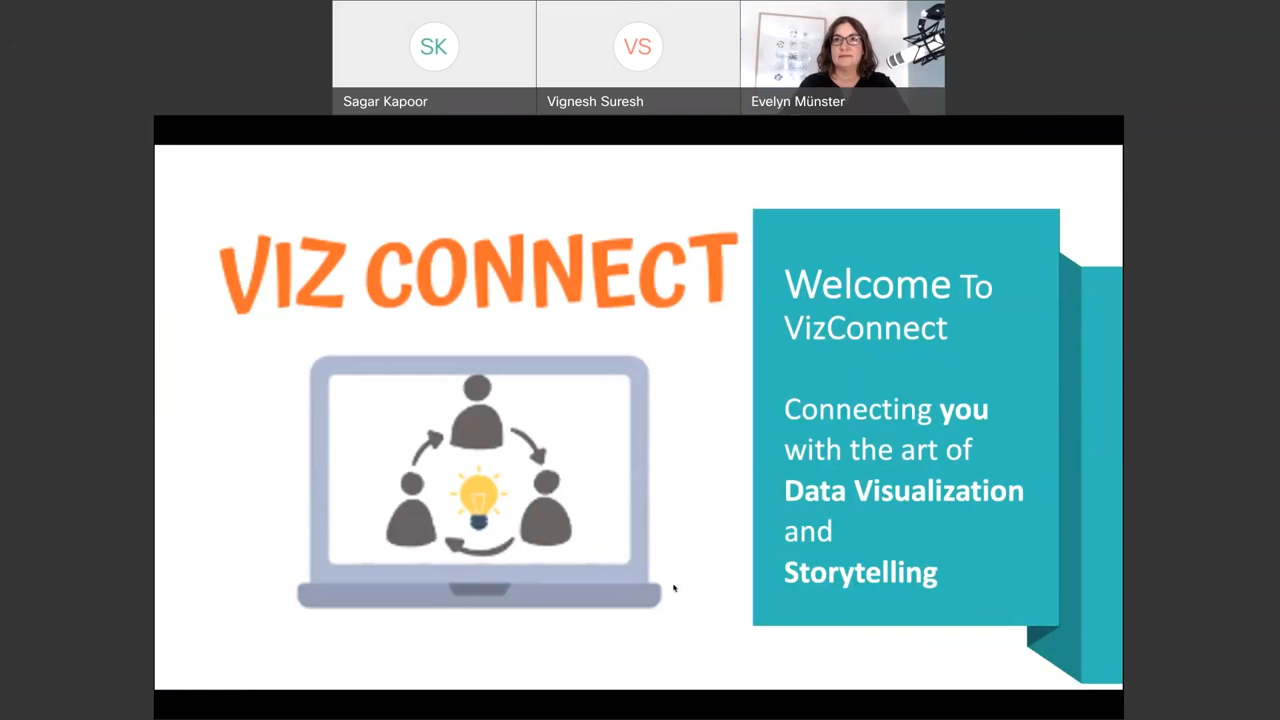 SK
VS
Sagar Kapoor
Vignesh Suresh
Evelyn Münster
VIZ CONNECT
Welcome To
VizConnect
Connecting you
with the art of
Data Visualization
and
Storytelling